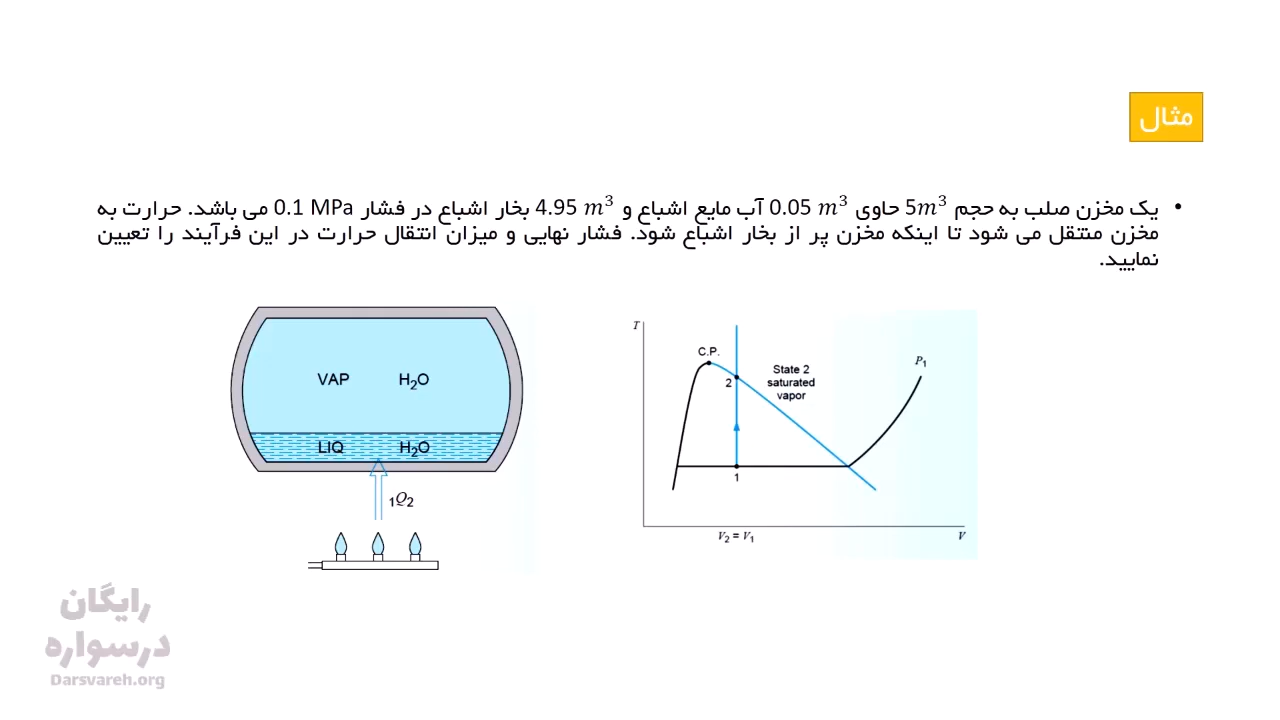 مثال
• یک مخزن صلب به حجم 5m³ حاوی 0.05 m³ آب مایع اشباع و 4.95 m³ بخار اشباع در فشار 0.1 MPa می باشد. حرارت به
مخزن منتقل می شود تا اینکه مخزن پر از بخار اشباع شود. فشار نهایی و میزان انتقال حرارت در این فرآیند را تعیین
نمایید.
VAP H₂O
LIQ H₂O
₁Q₂
T
C.P.
P₁
2
State 2
saturated
vapor
1
V₂ = V₁
V
رایگان
درسواره
Darsvareh.org